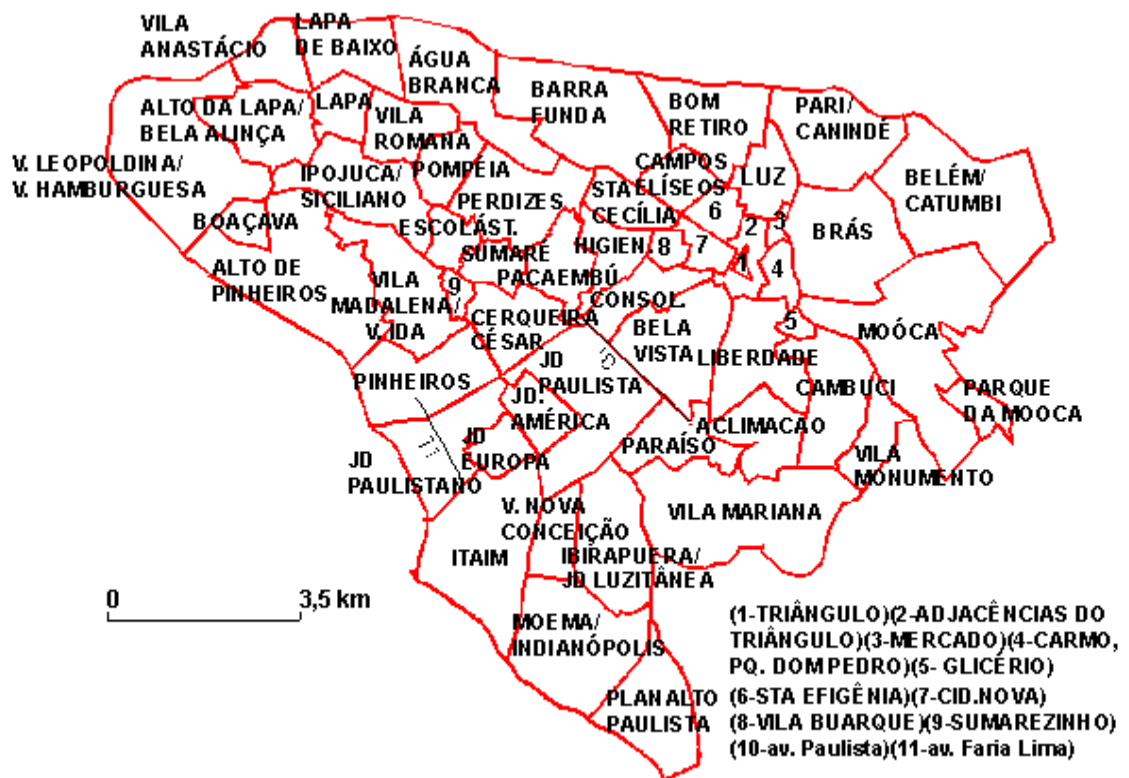 VILA
ANASTÁCIO
LAPA
DE BAIXO
ÁGUA
BRANCA
BARRA
FUNDA
BOM
RETIRO
PARI/
CANINDÉ
ALTO DA LAPA/
BELA ALINÇA
LAPA
VILA
ROMANA
V. LEOPOLDINA/
V. HAMBURGUESA
IPOJUCA/
SICILIANO
POMPÉIA
CAMPOS
ELÍSEOS
LUZ
BELÉM/
CATUMBI
BOAÇAVA
PERDIZES
STA
CECÍLIA
6
2
3
BRÁS
ESCOLÁST.
SUMARÉ
HIGIEN.
8
7
1
4
ALTO DE
PINHEIROS
VILA
MADALENA/
V. IDA
9
PACAEMBÚ
CONSOL.
CERQUEIRA
CÉSAR
BELA
VISTA
5
MOÓCA
LIBERDADE
JD
PAULISTA
10
CAMBUCI
PARQUE
DA MOOCA
PINHEIROS
JD.
AMÉRICA
ACLIMACAO
PARAÍSO
JD
EUROPA
11
JD
PAULISTANO
VILA
MONUMENTO
V. NOVA
CONCEIÇÃO
VILA MARIANA
ITAIM
IBIRAPUERA/
JD LUZITÂNEA
0 3,5 km
MOEMA/
INDIANÓPOLIS
PLANALTO
PAULISTA
(1-TRIÂNGULO)(2-ADJACÊNCIAS DO
TRIÂNGULO)(3-MERCADO)(4-CARMO,
PQ. DOM PEDRO)(5- GLICÉRIO)
(6-STA EFIGÊNIA)(7-CID.NOVA)
(8-VILA BUARQUE)(9-SUMAREZINHO)
(10-av. Paulista)(11-av. Faria Lima)